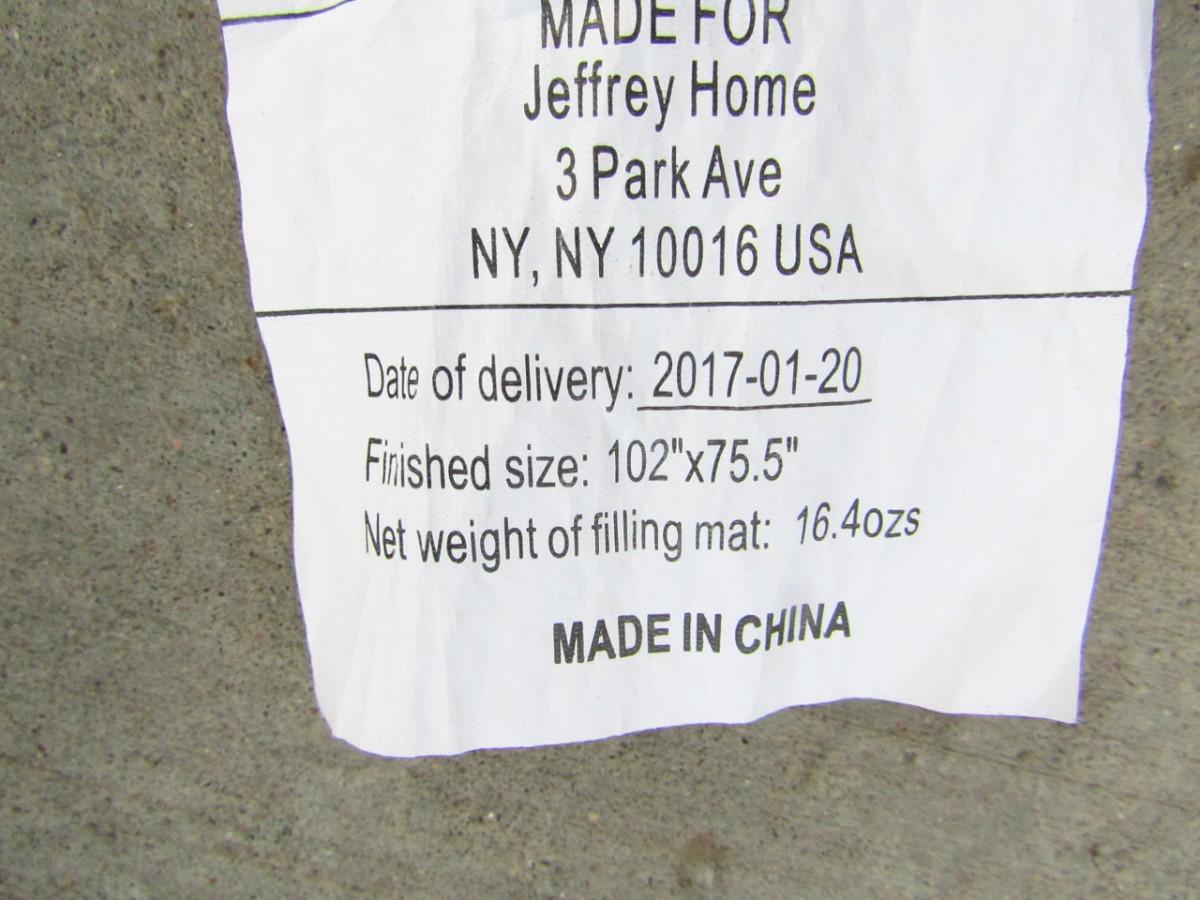 MADE FOR
Jeffrey Home
3 Park Ave
NY, NY 10016 USA
Date of delivery: 2017-01-20
Finished size: 102"x75.5"
Net weight of filling mat: 16.4ozs
MADE IN CHINA